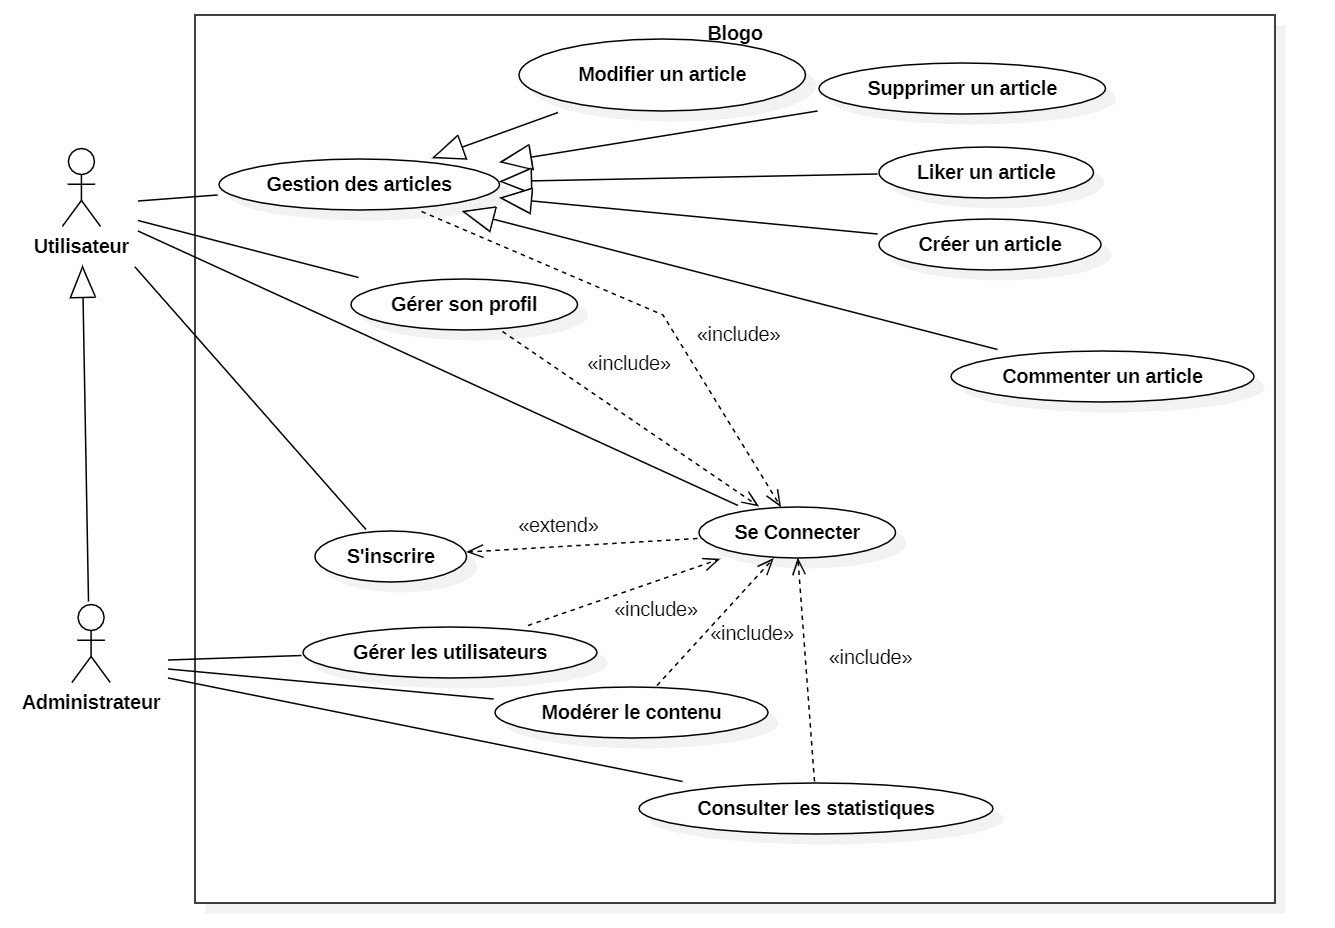 Blogo
Modifier un article
Supprimer un article
Liker un article
Gestion des articles
Créer un article
Utilisateur
Gérer son profil
«include»
«include»
Commenter un article
«extend»
Se Connecter
S'inscrire
«include»
«include»
Gérer les utilisateurs
«include»
Administrateur
Modérer le contenu
Consulter les statistiques